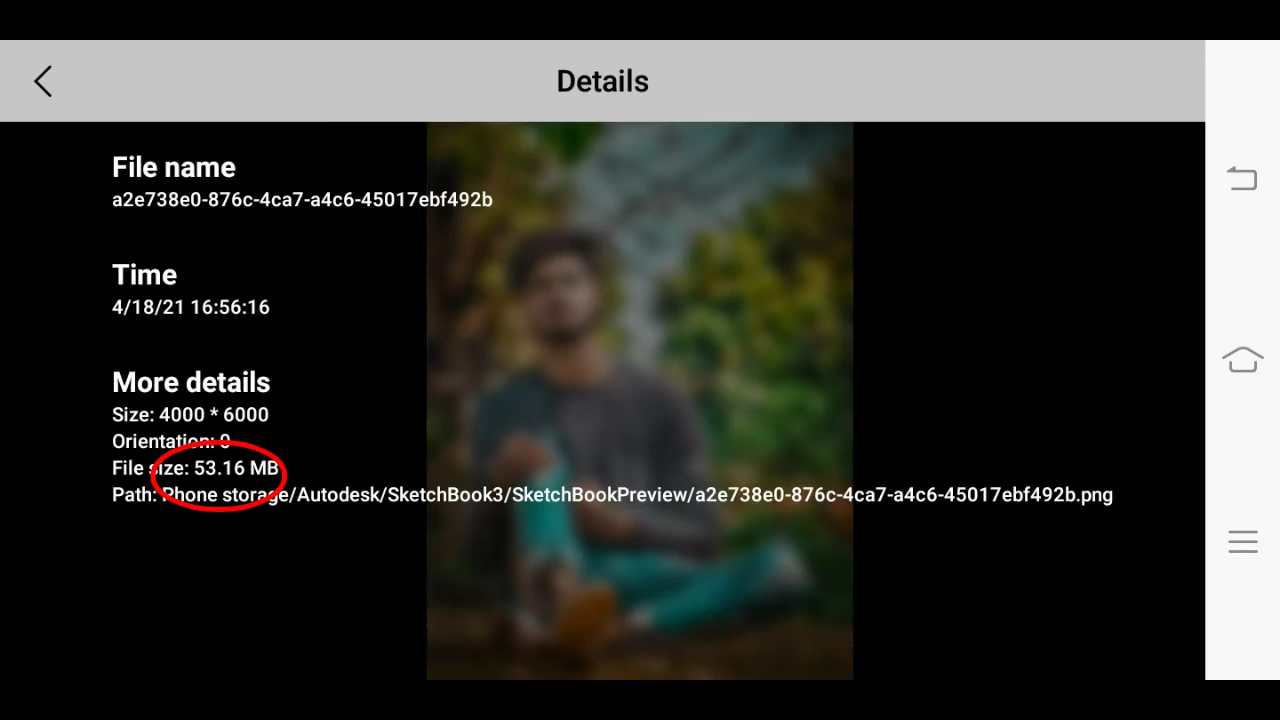 Details
File name
a2e738e0-876c-4ca7-a4c6-45017ebf492b
Time
4/18/21 16:56:16
More details
Size: 4000 * 6000
Orientation: 0
File size: 53.16 MB
Path: Phone storage/Autodesk/SketchBook3/SketchBookPreview/a2e738e0-876c-4ca7-a4c6-45017ebf492b.png